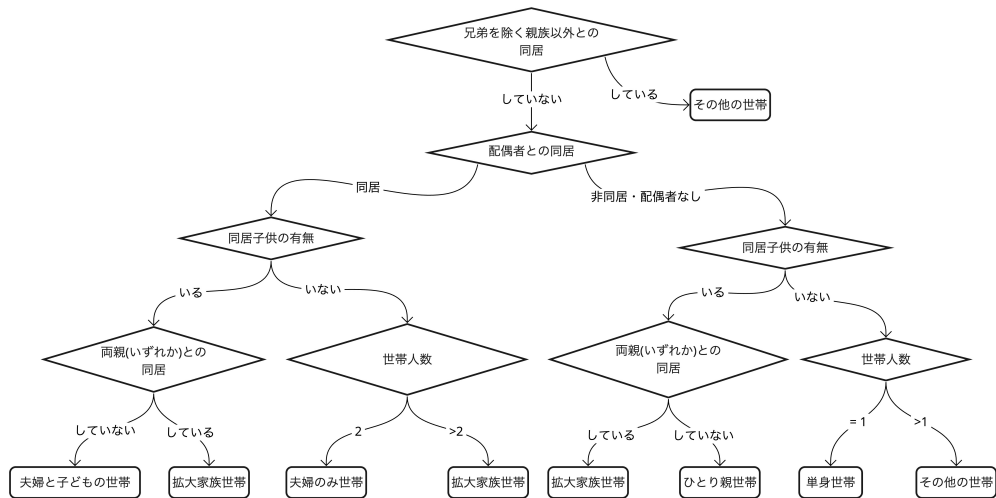 兄弟を除く親族以外との
同居
していない
している
その他の世帯
配偶者との同居
同居
非同居・配偶者なし
同居子供の有無
同居子供の有無
いる
いない
いる
いない
両親(いずれか)との
同居
世帯人数
両親(いずれか)との
同居
世帯人数
していない
している
2
>2
している
していない
= 1
>1
夫婦と子どもの世帯
拡大家族世帯
夫婦のみ世帯
拡大家族世帯
拡大家族世帯
ひとり親世帯
単身世帯
その他の世帯